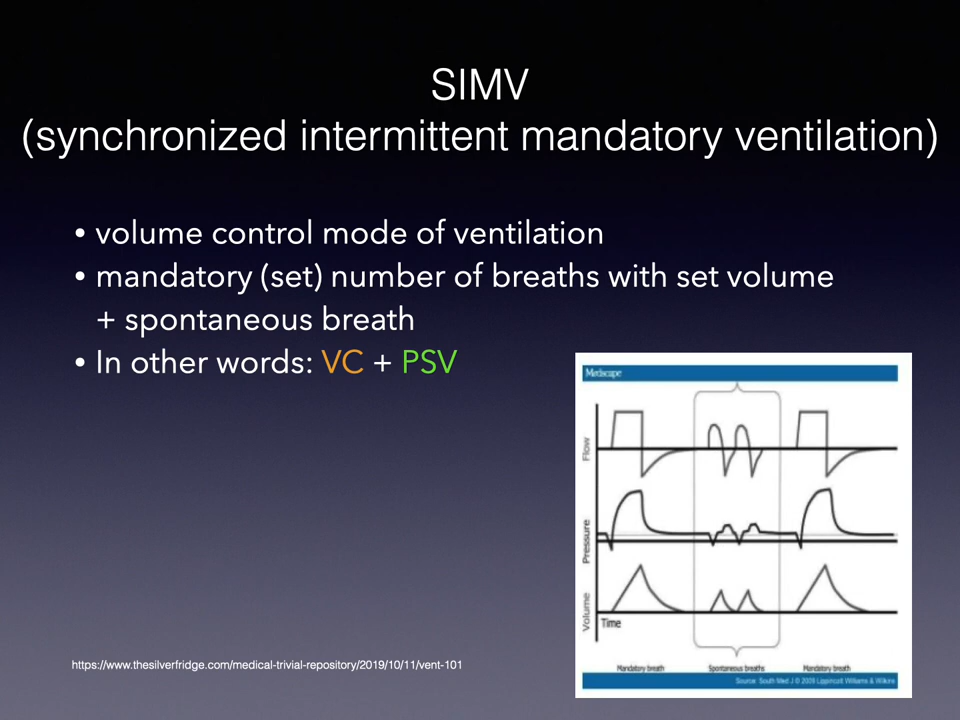 SIMV
(synchronized intermittent mandatory ventilation)
• volume control mode of ventilation
• mandatory (set) number of breaths with set volume
+ spontaneous breath
• In other words: VC + PSV
Medscape
Flow
Pressure
Volume
Time
Mandatory breath Spontaneous breaths Mandatory breath
Source: South Med J © 2009 Lippincott Williams & Wilkins
https://www.thesilverfridge.com/medical-trivial-repository/2019/10/11/vent-101